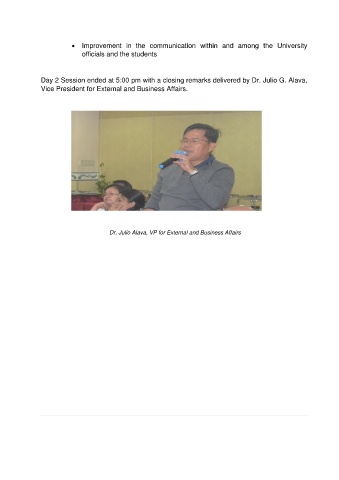 • Improvement in the communication within and among the University
officials and the students
Day 2 Session ended at 5:00 pm with a closing remarks delivered by Dr. Julio G. Alava,
Vice President for External and Business Affairs.
Dr. Julio Alava, VP for External and Business Affairs